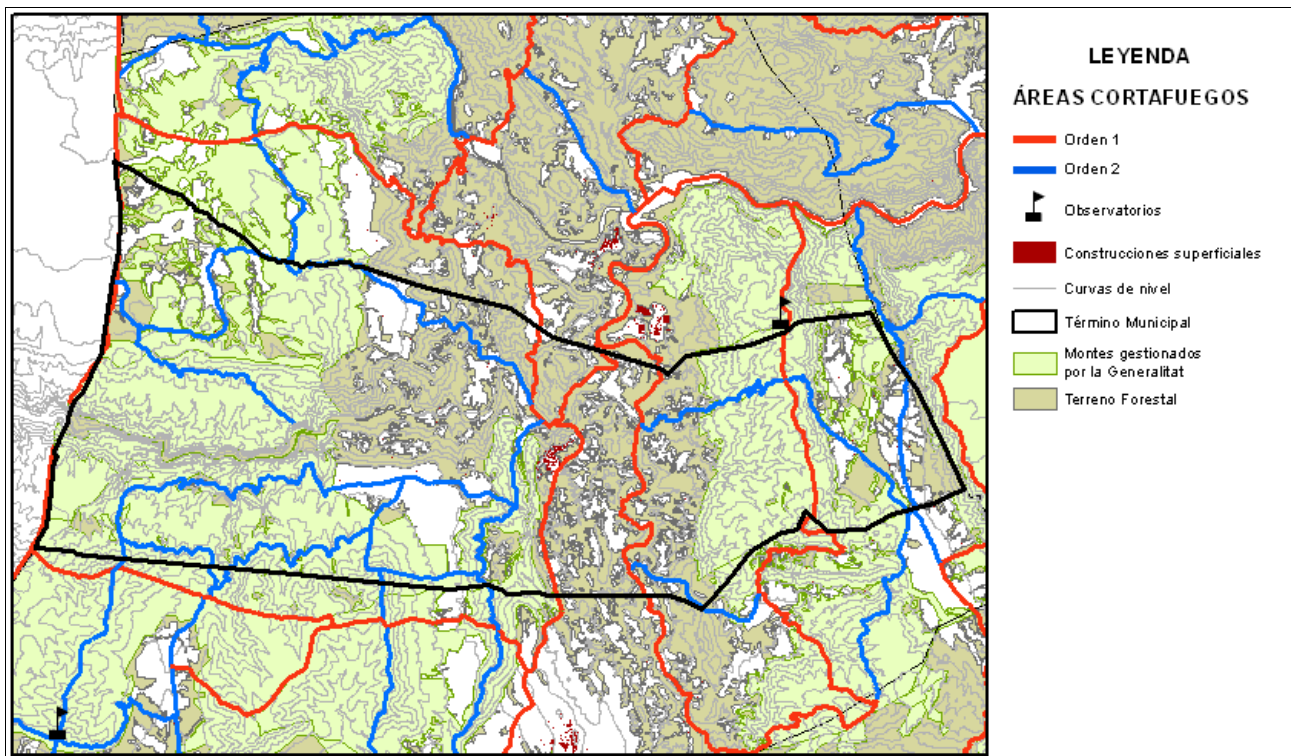 LEYENDA
ÁREAS CORTAFUEGOS
Orden 1
Orden 2
Observatorios
Construcciones superficiales
Curvas de nivel
Término Municipal
Montes gestionados
por la Generalitat
Terreno Forestal